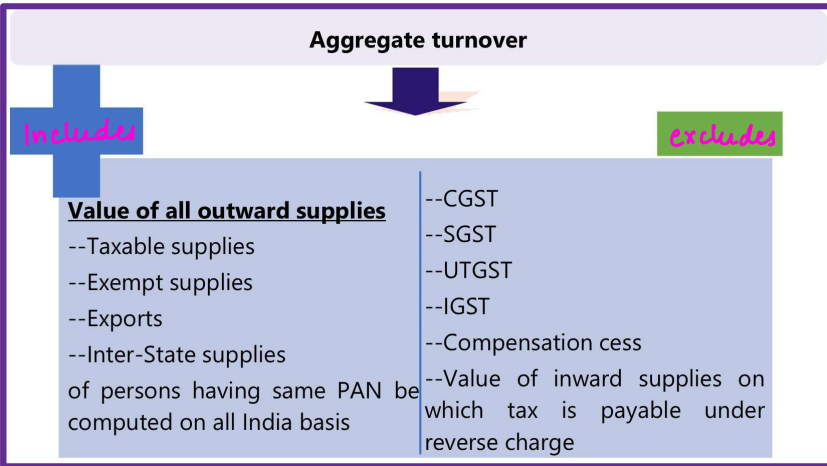 Aggregate turnover
Includes
excludes
Value of all outward supplies
--Taxable supplies
--Exempt supplies
--Exports
--Inter-State supplies
of persons having same PAN be
computed on all India basis
--CGST
--SGST
--UTGST
--IGST
--Compensation cess
--Value of inward supplies on
which tax is payable under
reverse charge